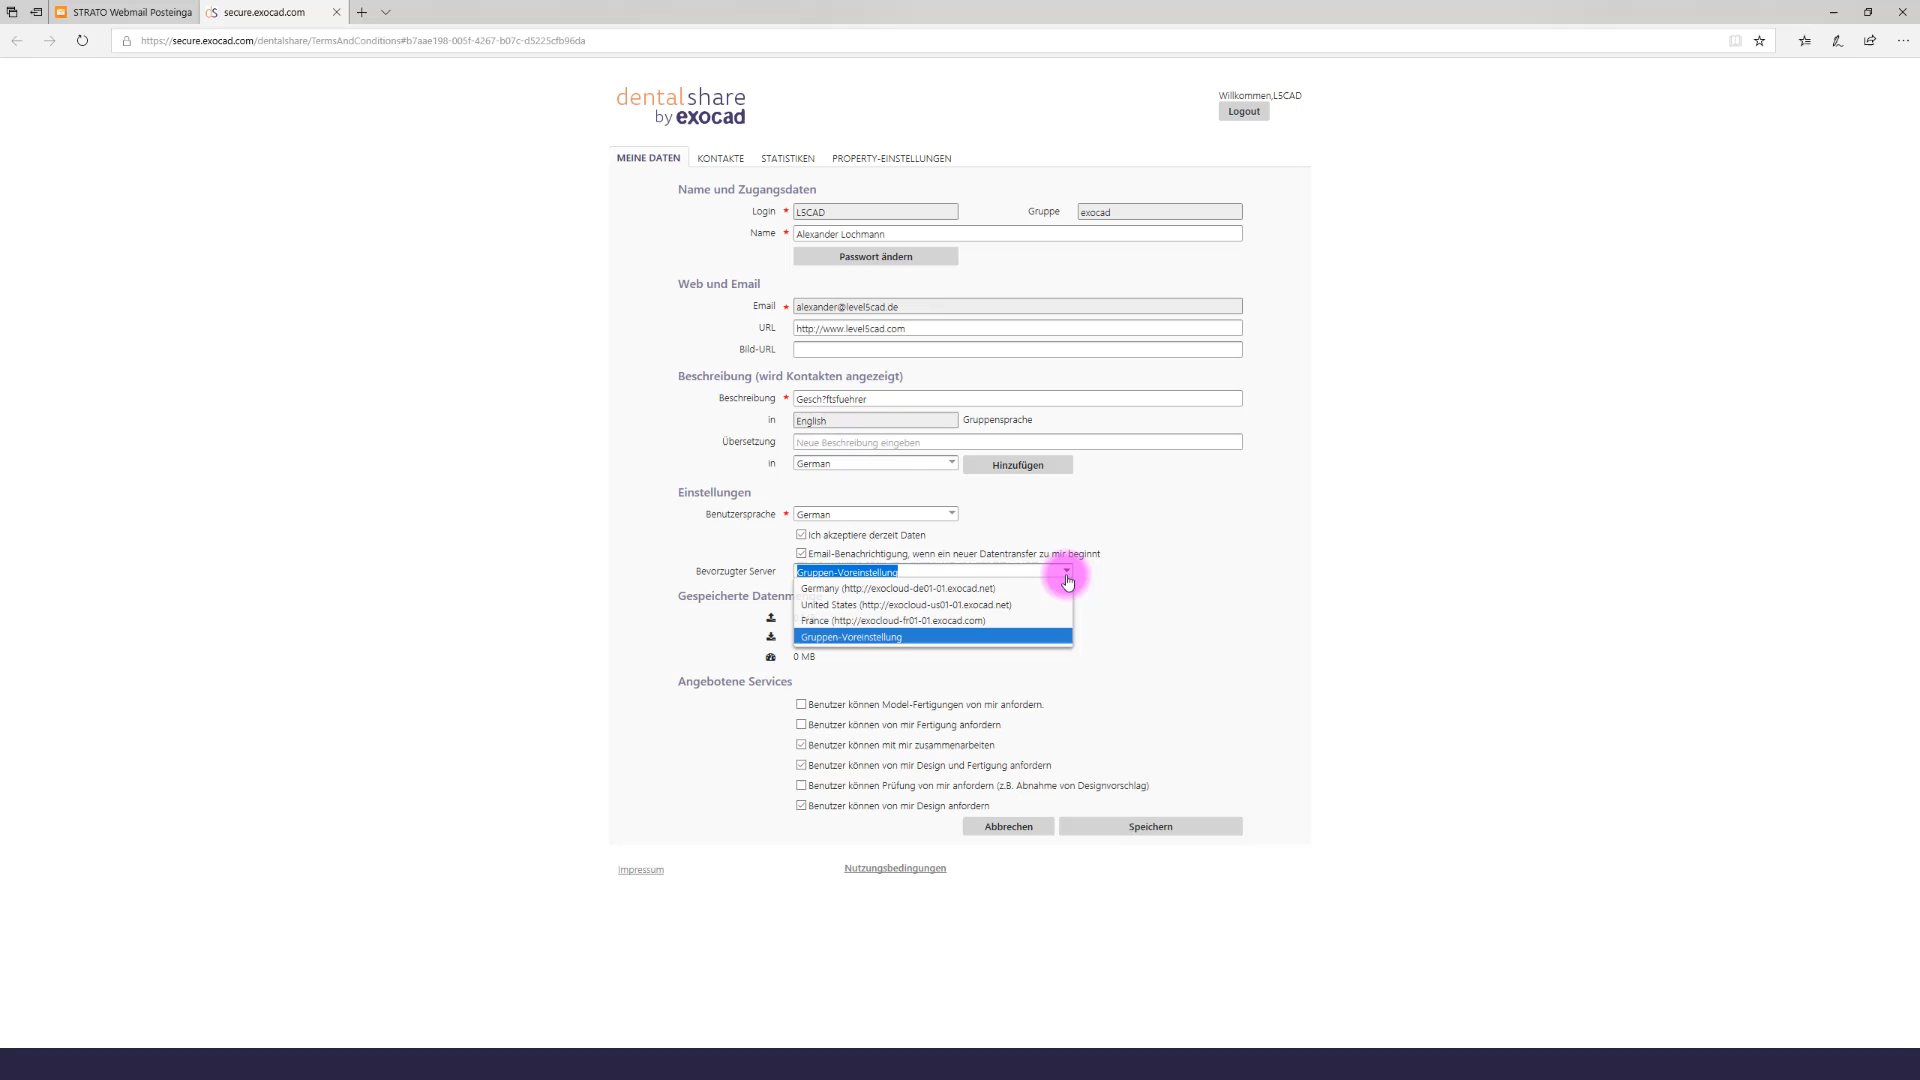 STRATO Webmail Posteinga
dS secure.exocad.com
https://secure.exocad.com/dentalshare/TermsAndConditions#b7aae198-005f-4267-b07c-d5225cfb96da
dentalshare
by exocad
Willkommen,L5CAD
Logout
MEINE DATEN KONTAKTE STATISTIKEN PROPERTY-EINSTELLUNGEN
Name und Zugangsdaten
Login * L5CAD Gruppe exocad
Name * Alexander Lochmann
Passwort ändern
Web und Email
Email * alexander@level5cad.de
URL http://www.level5cad.com
Bild-URL
Beschreibung (wird Kontakten angezeigt)
Beschreibung * Gesch?ftsfuehrer
in English Gruppensprache
Übersetzung Neue Beschreibung eingeben
in German Hinzufügen
Einstellungen
Benutzersprache * German
Ich akzeptiere derzeit Daten
Email-Benachrichtigung, wenn ein neuer Datentransfer zu mir beginnt
Bevorzugter Server Gruppen-Voreinstellung
Germany (http://exocloud-de01-01.exocad.net)
Gespeicherte Datenm
United States (http://exocloud-us01-01.exocad.net)
France (http://exocloud-fr01-01.exocad.com)
Gruppen-Voreinstellung
0 MB
Angebotene Services
Benutzer können Model-Fertigungen von mir anfordern.
Benutzer können von mir Fertigung anfordern
Benutzer können mit mir zusammenarbeiten
Benutzer können von mir Design und Fertigung anfordern
Benutzer können Prüfung von mir anfordern (z.B. Abnahme von Designvorschlag)
Benutzer können von mir Design anfordern
Abbrechen Speichern
Impressum Nutzungsbedingungen